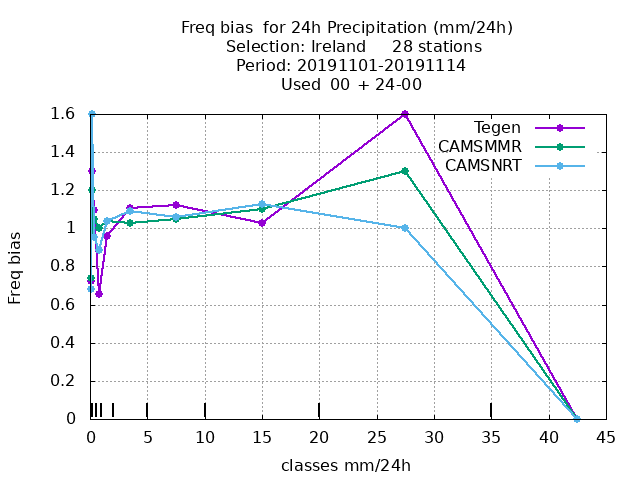 Freq bias  for 24h Precipitation (mm/24h)
Selection: Ireland     28 stations
Period: 20191101-20191114
Used  00 + 24-00
Tegen
CAMSMMR
CAMSNRT
1.6
1.4
1.2
1
0.8
0.6
0.4
0.2
0
Freq bias
0 5 10 15 20 25 30 35 40 45
classes mm/24h